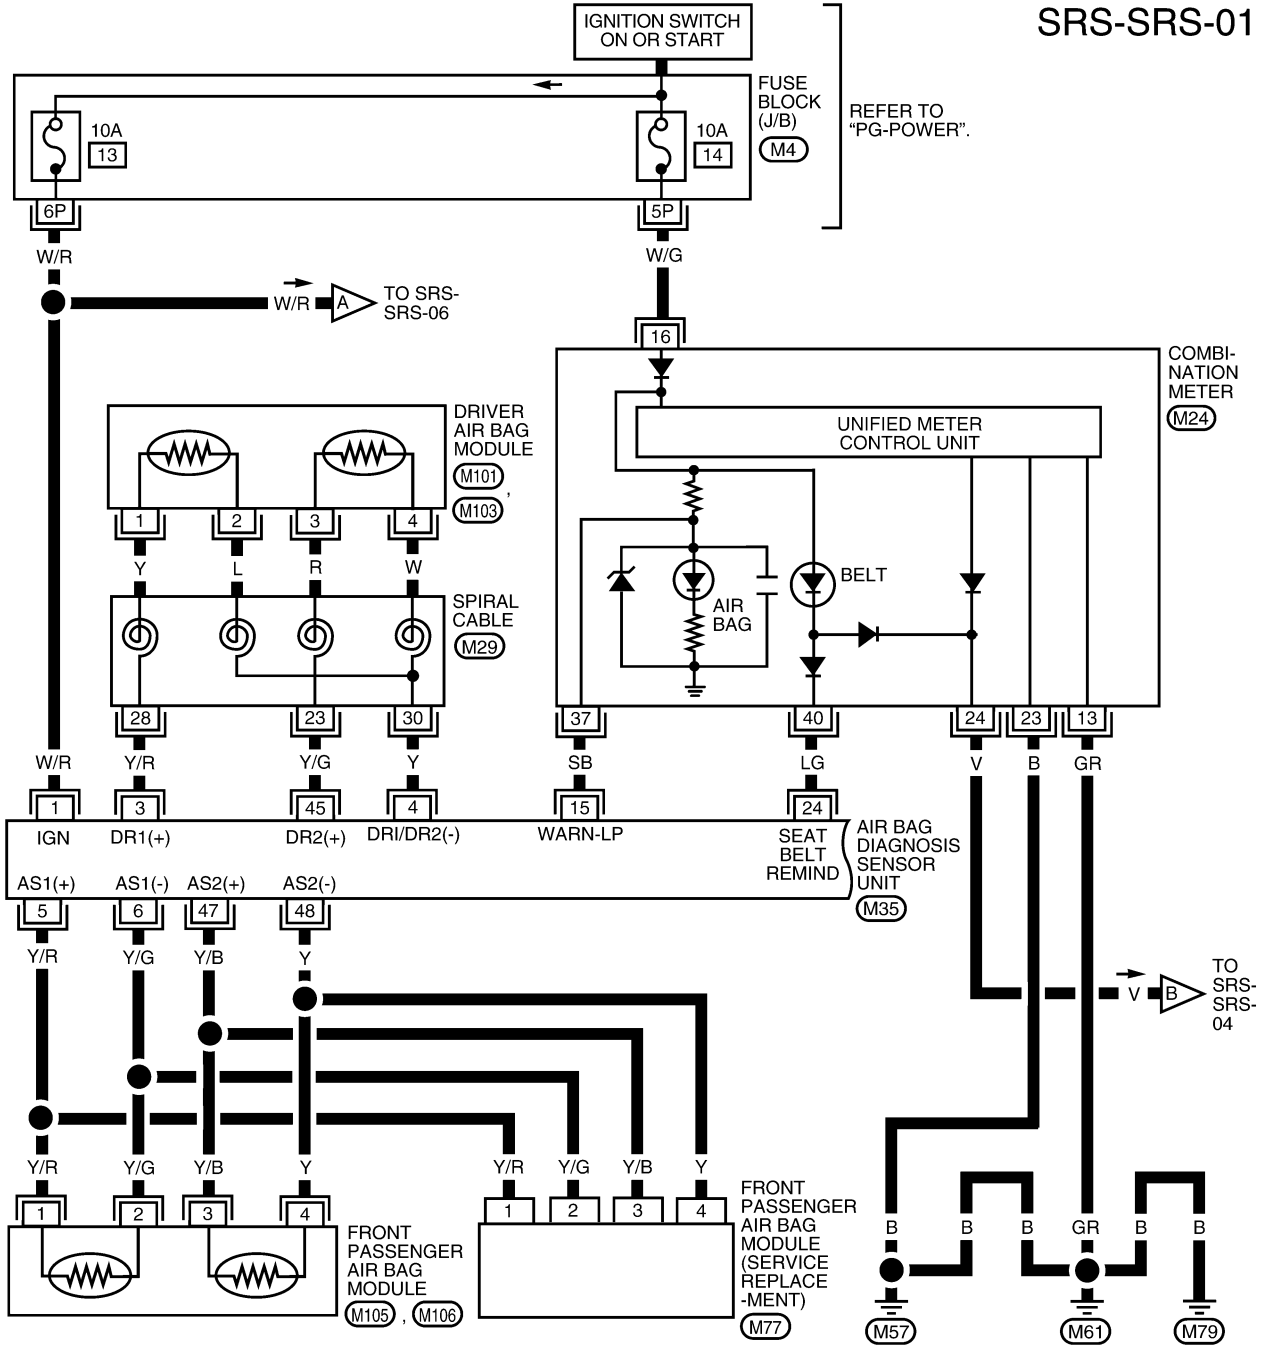 SRS-SRS-01
IGNITION SWITCH
ON OR START
FUSE
BLOCK
(J/B)
M4
REFER TO
“PG-POWER”.
10A
13
10A
14
6P
5P
W/R
W/G
W/R
A
TO SRS-
SRS-06
16
COMBI-
NATION
METER
M24
UNIFIED METER
CONTROL UNIT
DRIVER
AIR BAG
MODULE
M101
,
M103
1
2
3
4
Y
L
R
W
SPIRAL
CABLE
M29
AIR
BAG
BELT
28
23
30
37
40
24
23
13
W/R
Y/R
Y/G
Y
SB
LG
V
B
GR
1
3
45
4
15
24
IGN
DR1(+)
DR2(+)
DRI/DR2(-)
WARN-LP
SEAT
BELT
REMIND
AIR BAG
DIAGNOSIS
SENSOR
UNIT
M35
AS1(+)
AS1(-)
AS2(+)
AS2(-)
5
6
47
48
Y/R
Y/G
Y/B
Y
V
B
TO
SRS-
SRS-
04
Y/R
Y/G
Y/B
Y
Y/R
Y/G
Y/B
Y
1
2
3
4
1
2
3
4
FRONT
PASSENGER
AIR BAG
MODULE
M105 , M106
FRONT
PASSENGER
AIR BAG
MODULE
(SERVICE
REPLACE
-MENT)
M77
B
B
B
GR
B
B
M57
M61
M79